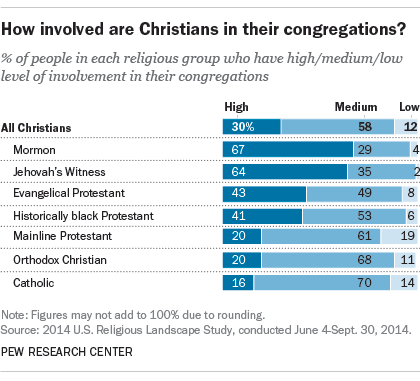 How involved are Christians in their congregations?
% of people in each religious group who have high/medium/low
level of involvement in their congregations
High Medium Low
All Christians 30% 58 12
Mormon 67 29 4
Jehovah's Witness 64 35 2
Evangelical Protestant 43 49 8
Historically black Protestant 41 53 6
Mainline Protestant 20 61 19
Orthodox Christian 20 68 11
Catholic 16 70 14
Note: Figures may not add to 100% due to rounding.
Source: 2014 U.S. Religious Landscape Study, conducted June 4-Sept. 30, 2014.
PEW RESEARCH CENTER